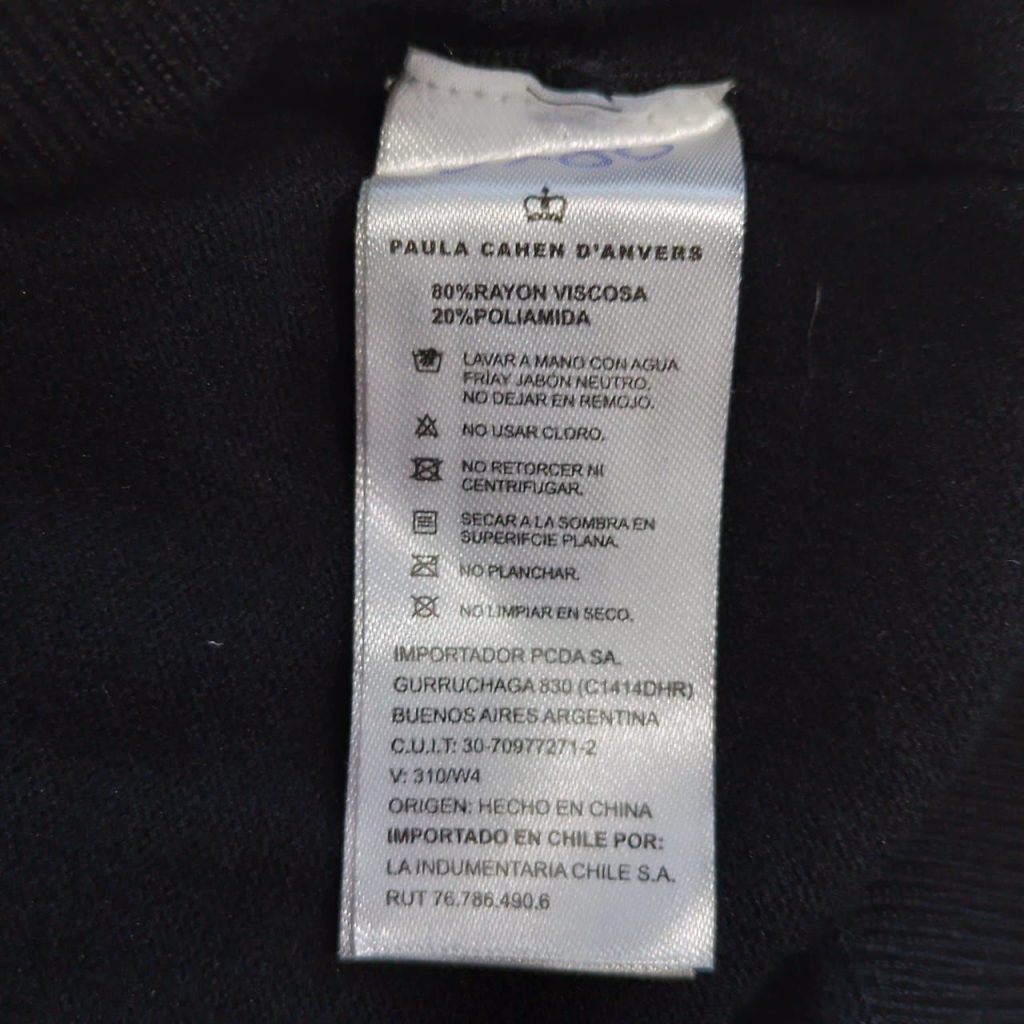 PAULA CAHEN D'ANVERS
80%RAYON VISCOSA
20%POLIAMIDA
LAVAR A MANO CON AGUA
FRÍAY JABÓN NEUTRO.
NO DEJAR EN REMOJO.
NO USAR CLORO.
NO RETORCER NI
CENTRIFUGAR.
SECAR A LA SOMBRA EN
SUPERIFCIE PLANA.
NO PLANCHAR.
NO LIMPIAR EN SECO.
IMPORTADOR PCDA SA.
GURRUCHAGA 830 (C1414DHR)
BUENOS AIRES ARGENTINA
C.U.I.T: 30-70977271-2
V: 310/W4
ORIGEN: HECHO EN CHINA
IMPORTADO EN CHILE POR:
LA INDUMENTARIA CHILE S.A.
RUT 76.786.490.6